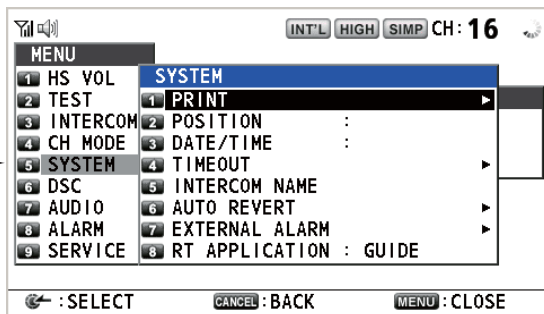 INT'L HIGH SIMP CH: 16
MENU
1 HS VOL
2 TEST
3 INTERCOM
4 CH MODE
5 SYSTEM
6 DSC
7 AUDIO
8 ALARM
9 SERVICE
SYSTEM
1 PRINT
2 POSITION :
3 DATE/TIME :
4 TIMEOUT
5 INTERCOM NAME
6 AUTO REVERT
7 EXTERNAL ALARM
8 RT APPLICATION : GUIDE
:SELECT CANCEL:BACK MENU:CLOSE